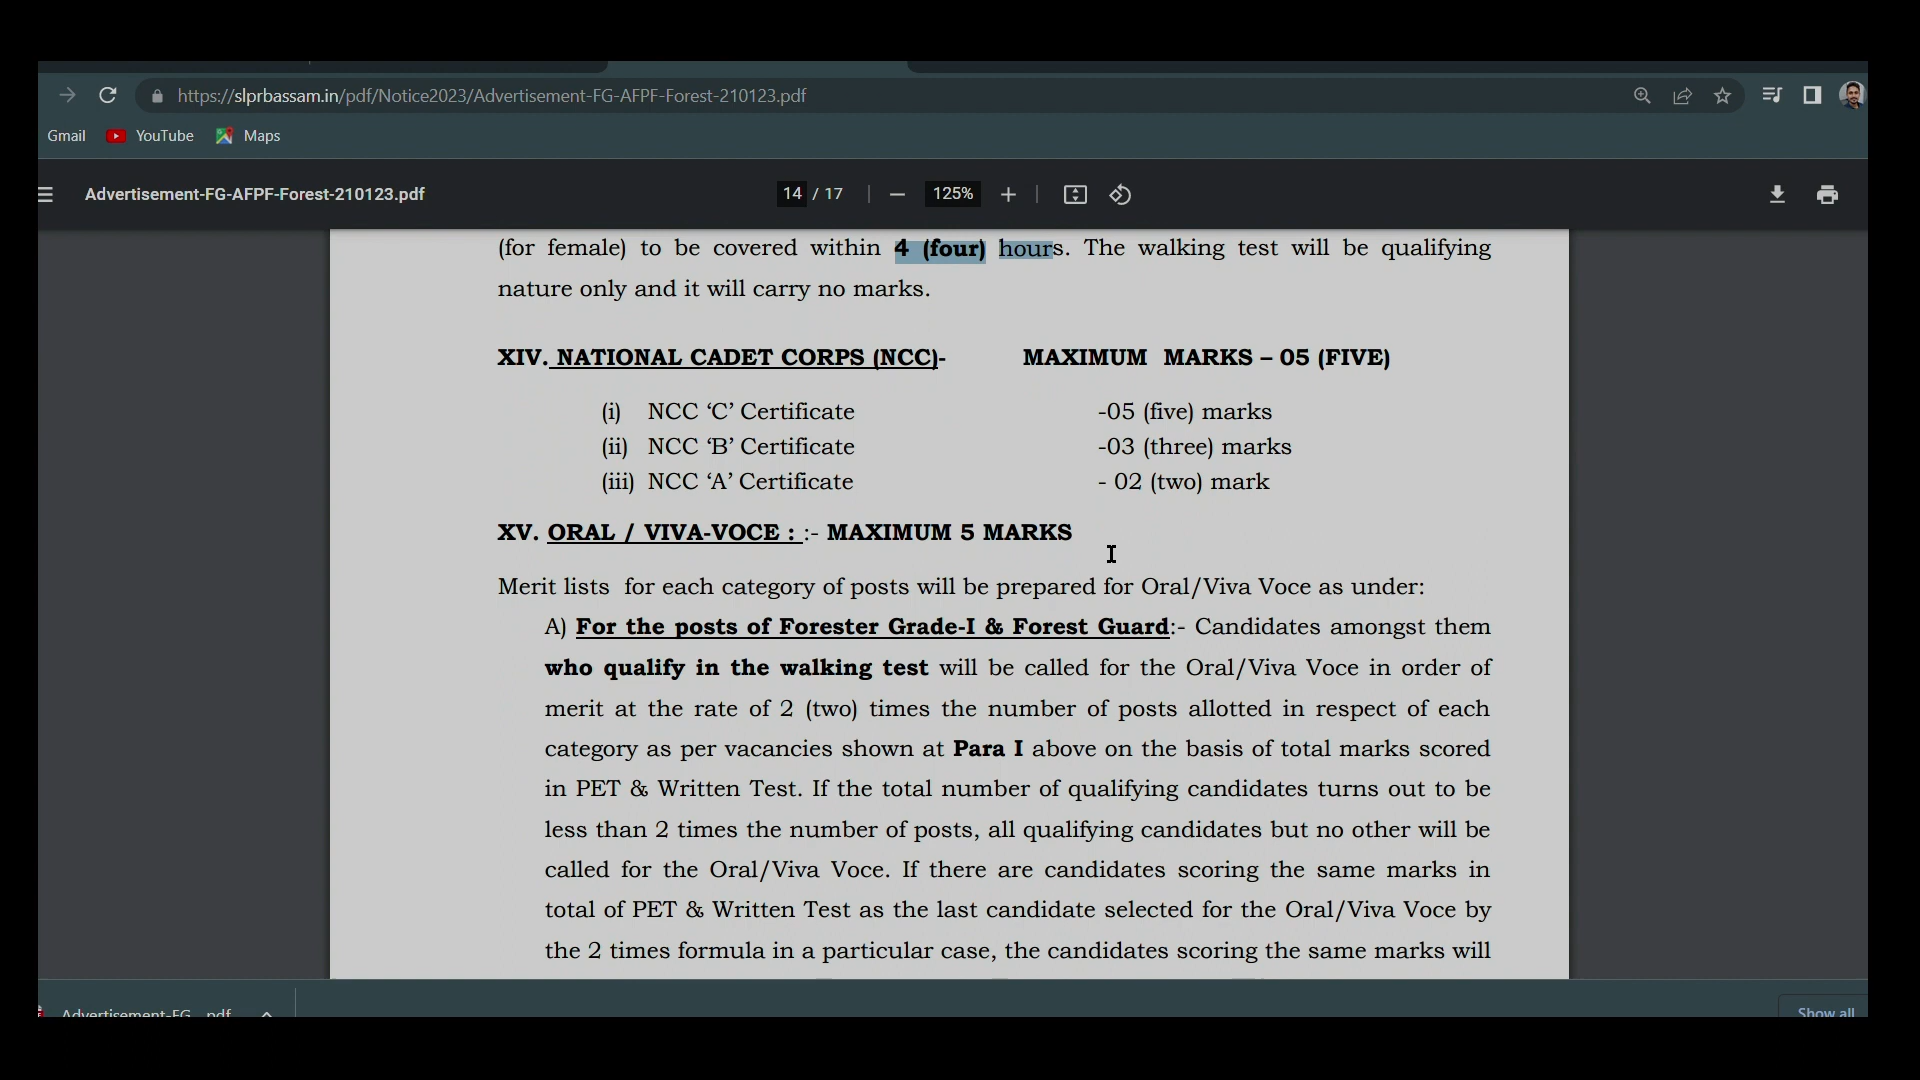 https://slprbassam.in/pdf/Notice2023/Advertisement-FG-AFPF-Forest-210123.pdf
Gmail YouTube Maps
Advertisement-FG-AFPF-Forest-210123.pdf 14 / 17 125%
(for female) to be covered within 4 (four) hours. The walking test will be qualifying
nature only and it will carry no marks.
XIV. NATIONAL CADET CORPS (NCC)- MAXIMUM MARKS – 05 (FIVE)
(i) NCC ‘C’ Certificate -05 (five) marks
(ii) NCC ‘B’ Certificate -03 (three) marks
(iii) NCC ‘A’ Certificate - 02 (two) mark
XV. ORAL / VIVA-VOCE : :- MAXIMUM 5 MARKS
Merit lists for each category of posts will be prepared for Oral/Viva Voce as under:
A) For the posts of Forester Grade-I & Forest Guard:- Candidates amongst them
who qualify in the walking test will be called for the Oral/Viva Voce in order of
merit at the rate of 2 (two) times the number of posts allotted in respect of each
category as per vacancies shown at Para I above on the basis of total marks scored
in PET & Written Test. If the total number of qualifying candidates turns out to be
less than 2 times the number of posts, all qualifying candidates but no other will be
called for the Oral/Viva Voce. If there are candidates scoring the same marks in
total of PET & Written Test as the last candidate selected for the Oral/Viva Voce by
the 2 times formula in a particular case, the candidates scoring the same marks will
Advertisement-FG....pdf Show all